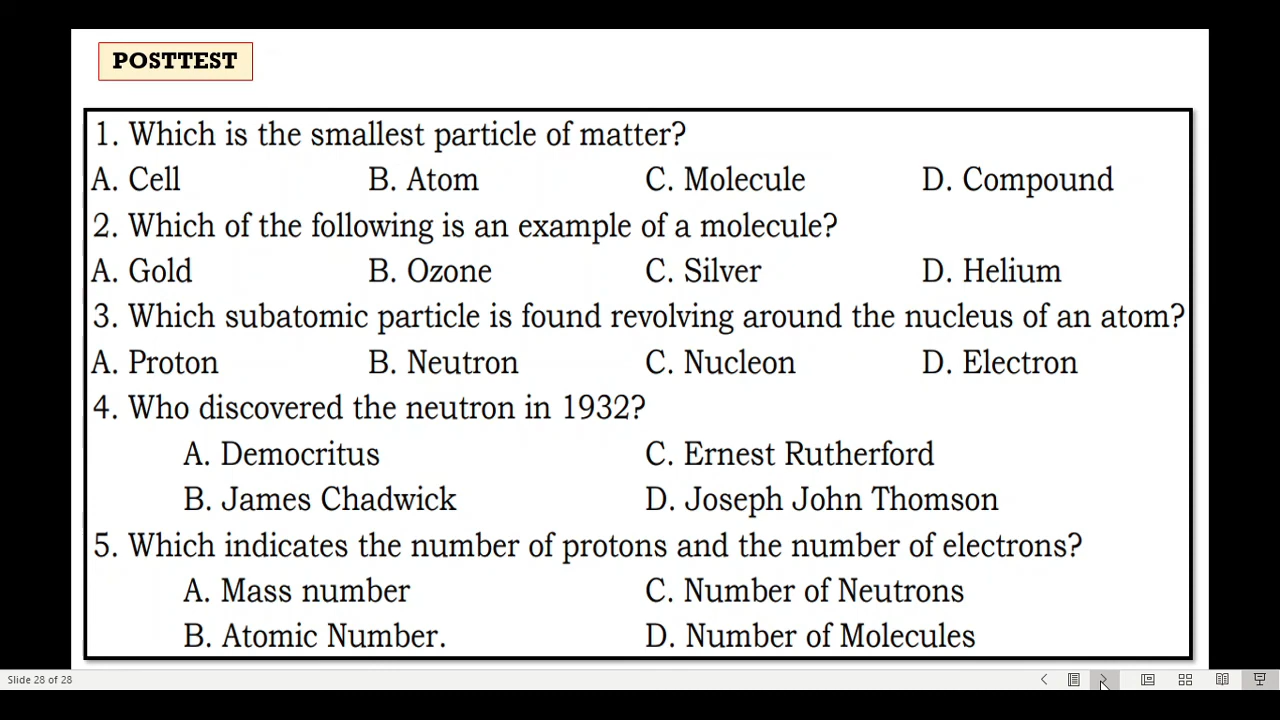 POSTTEST
1. Which is the smallest particle of matter?
A. Cell B. Atom C. Molecule D. Compound
2. Which of the following is an example of a molecule?
A. Gold B. Ozone C. Silver D. Helium
3. Which subatomic particle is found revolving around the nucleus of an atom?
A. Proton B. Neutron C. Nucleon D. Electron
4. Who discovered the neutron in 1932?
A. Democritus C. Ernest Rutherford
B. James Chadwick D. Joseph John Thomson
5. Which indicates the number of protons and the number of electrons?
A. Mass number C. Number of Neutrons
B. Atomic Number. D. Number of Molecules
Slide 28 of 28